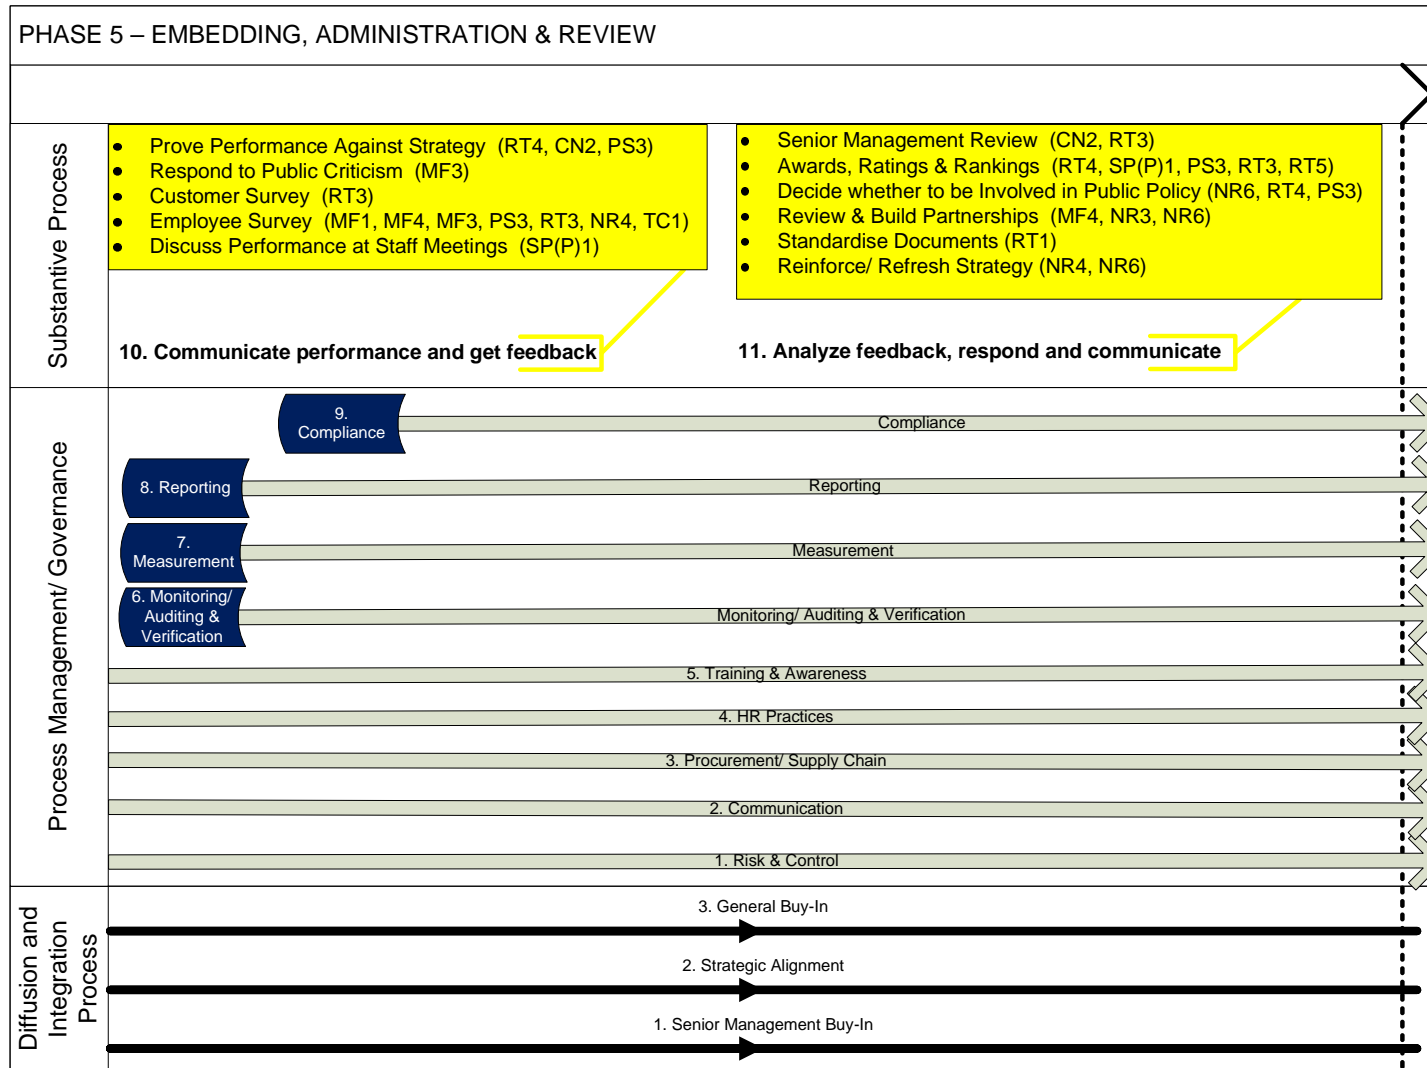 PHASE 5 – EMBEDDING, ADMINISTRATION & REVIEW
Substantive Process
• Prove Performance Against Strategy (RT4, CN2, PS3)
• Respond to Public Criticism (MF3)
• Customer Survey (RT3)
• Employee Survey (MF1, MF4, MF3, PS3, RT3, NR4, TC1)
• Discuss Performance at Staff Meetings (SP(P)1)
• Senior Management Review (CN2, RT3)
• Awards, Ratings & Rankings (RT4, SP(P)1, PS3, RT3, RT5)
• Decide whether to be Involved in Public Policy (NR6, RT4, PS3)
• Review & Build Partnerships (MF4, NR3, NR6)
• Standardise Documents (RT1)
• Reinforce/ Refresh Strategy (NR4, NR6)
10. Communicate performance and get feedback
11. Analyze feedback, respond and communicate
Process Management/ Governance
9.
Compliance
Compliance
8. Reporting
Reporting
7.
Measurement
Measurement
6. Monitoring/
Auditing &
Verification
Monitoring/ Auditing & Verification
5. Training & Awareness
4. HR Practices
3. Procurement/ Supply Chain
2. Communication
1. Risk & Control
Diffusion and
Integration
Process
3. General Buy-In
2. Strategic Alignment
1. Senior Management Buy-In